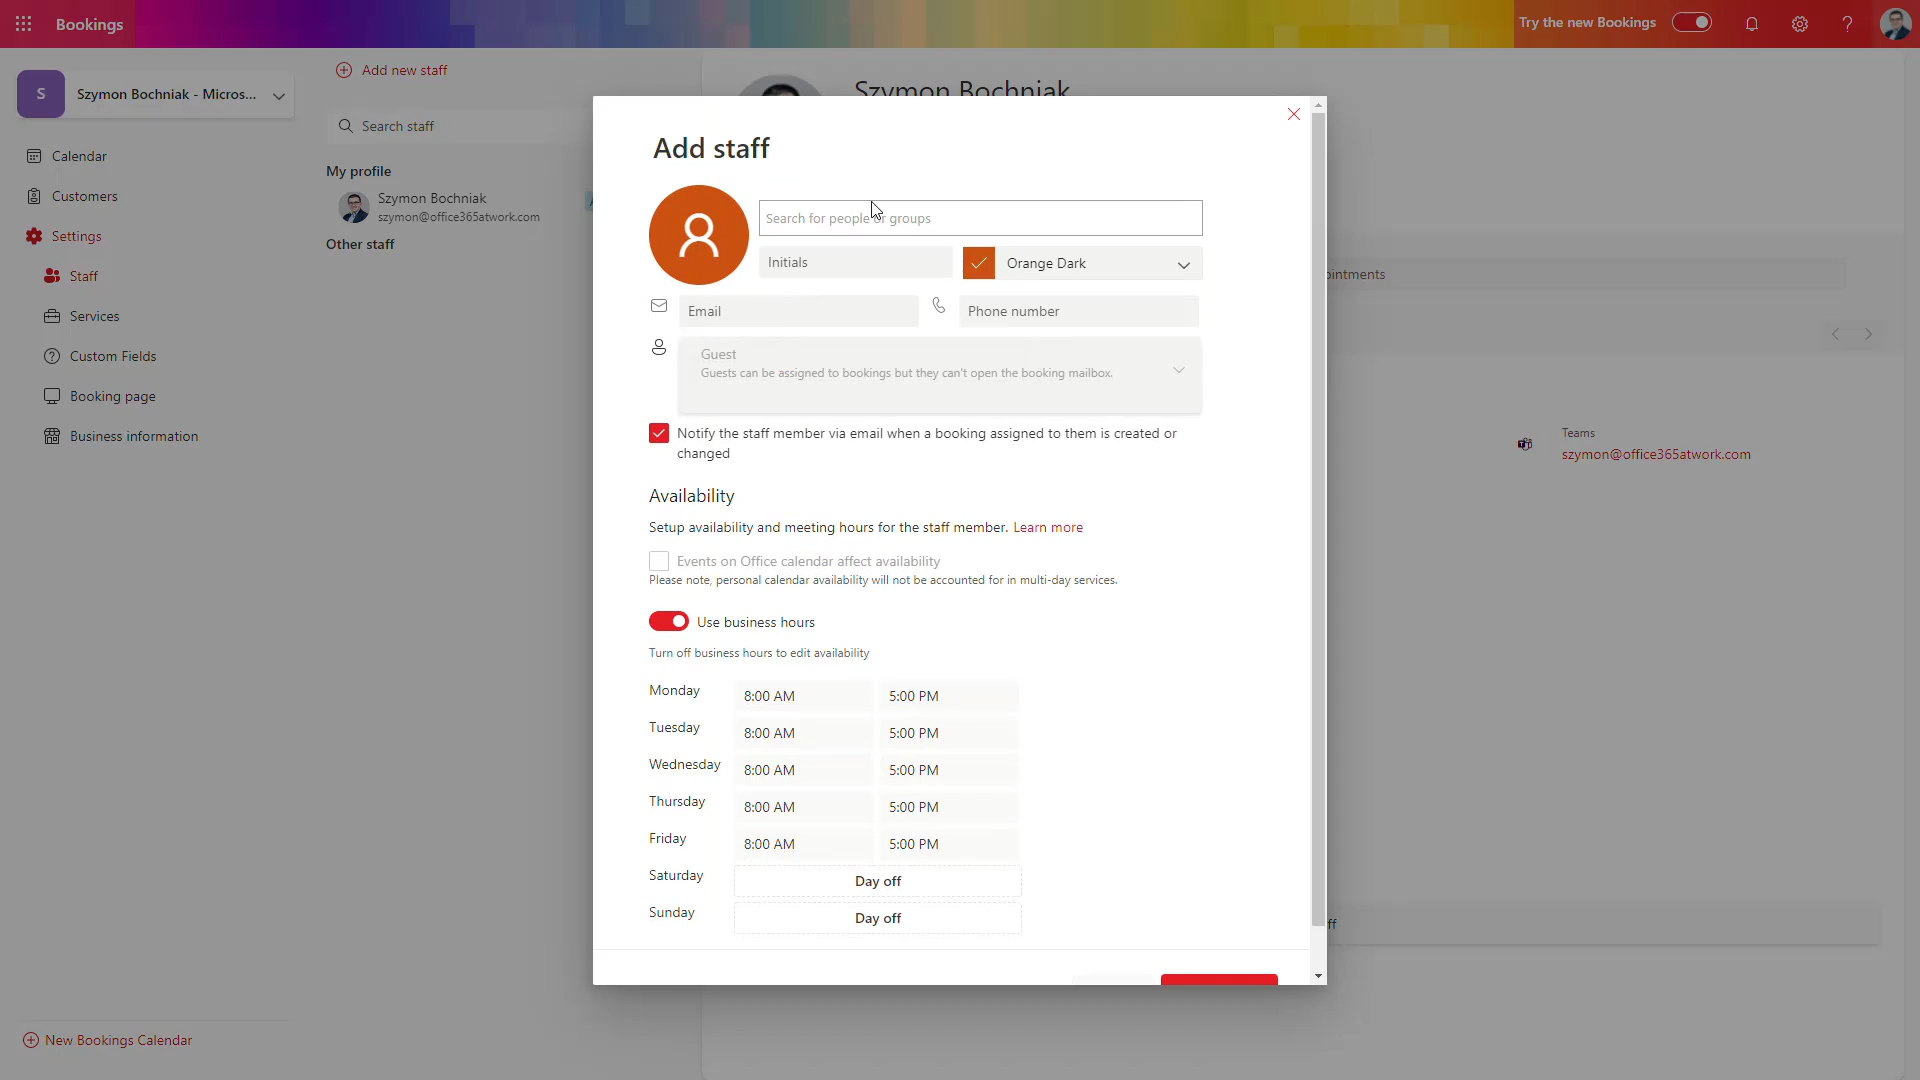 Bookings
Try the new Bookings
S
Szymon Bochniak - Micros...
Calendar
Customers
Settings
Staff
Services
Custom Fields
Booking page
Business information
New Bookings Calendar
Add new staff
Search staff
My profile
Szymon Bochniak
szymon@office365atwork.com
Other staff
Szymon Bochniak
Teams
szymon@office365atwork.com
Add staff
Search for people or groups
Initials
Orange Dark
Email
Phone number
Guest
Guests can be assigned to bookings but they can't open the booking mailbox.
Notify the staff member via email when a booking assigned to them is created or
changed
Availability
Setup availability and meeting hours for the staff member. Learn more
Events on Office calendar affect availability
Please note, personal calendar availability will not be accounted for in multi-day services.
Use business hours
Turn off business hours to edit availability
Monday 8:00 AM 5:00 PM
Tuesday 8:00 AM 5:00 PM
Wednesday 8:00 AM 5:00 PM
Thursday 8:00 AM 5:00 PM
Friday 8:00 AM 5:00 PM
Saturday Day off
Sunday Day off